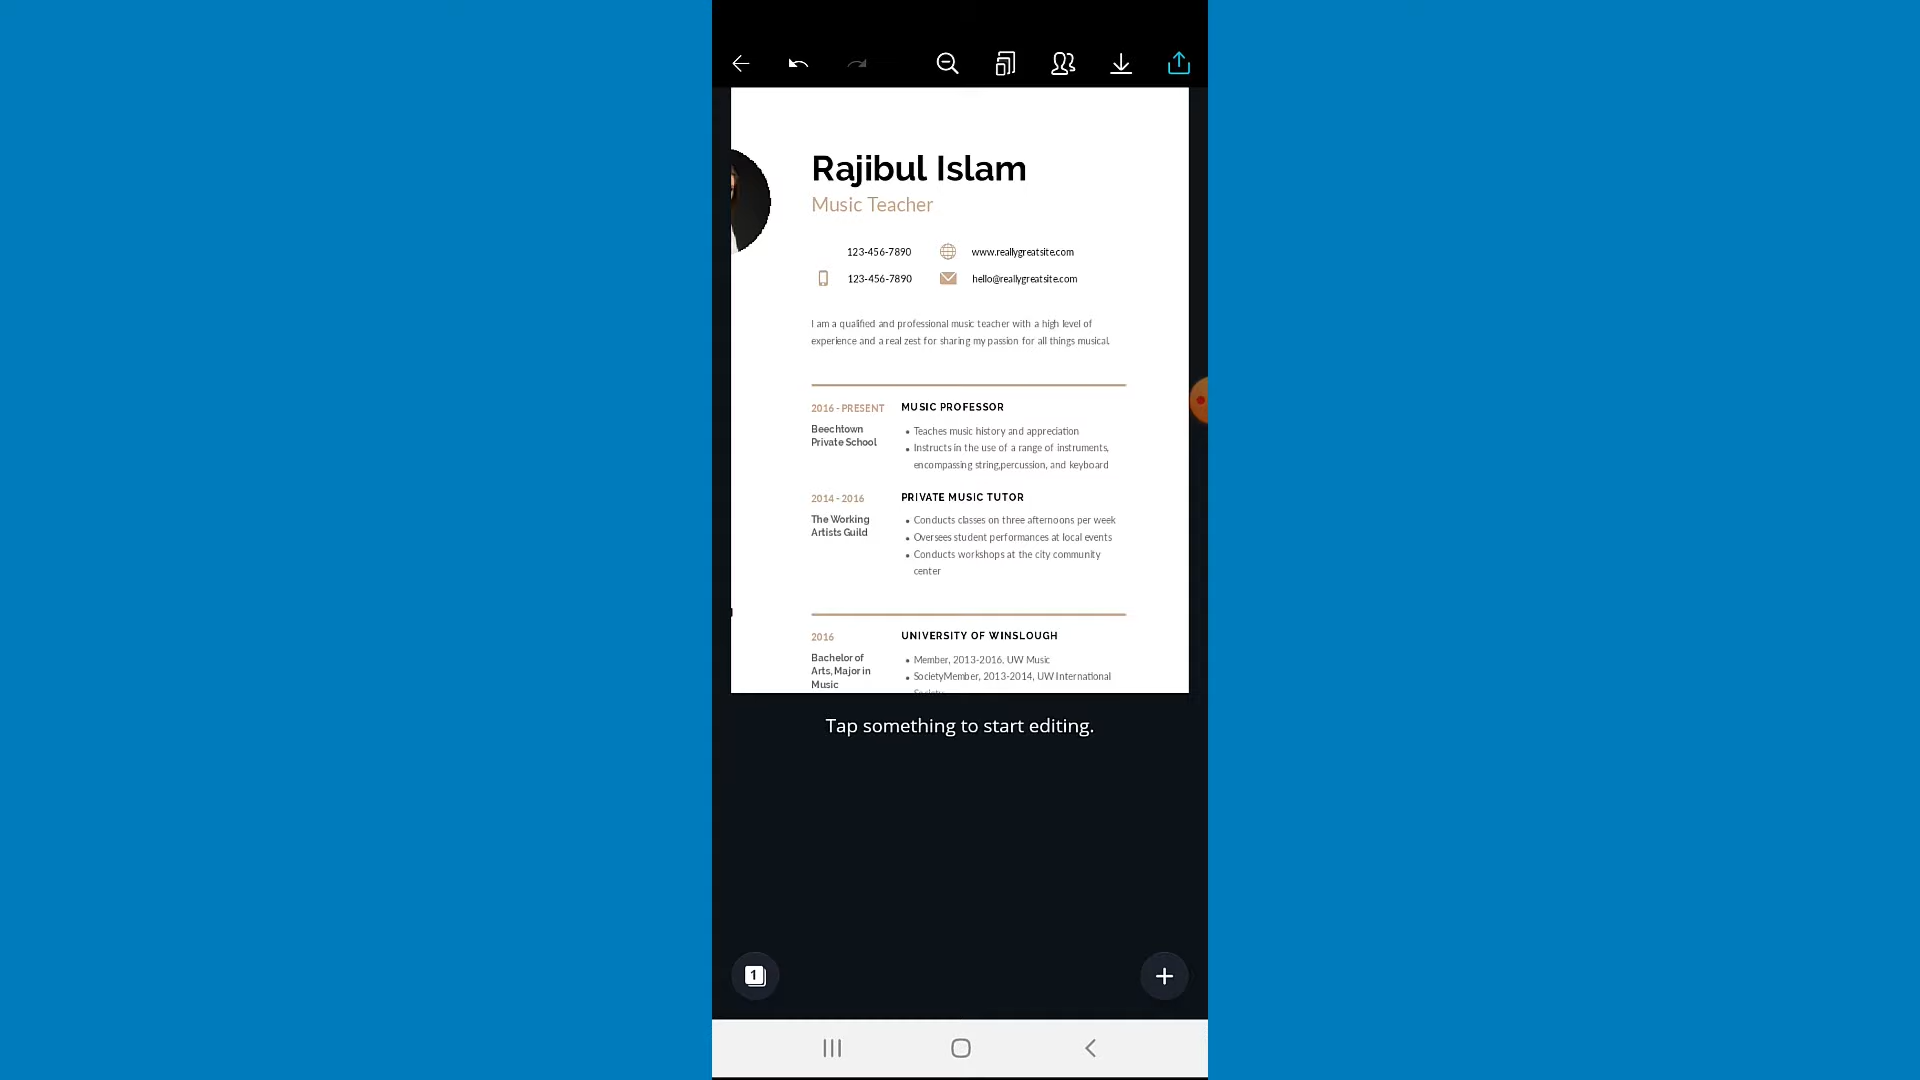 Rajibul Islam
Music Teacher
123-456-7890 www.reallygreatsite.com
123-456-7890 hello@reallygreatsite.com
I am a qualified and professional music teacher with a high level of
experience and a real zest for sharing my passion for all things musical.
2016 - PRESENT MUSIC PROFESSOR
Beechtown
Private School
• Teaches music history and appreciation
• Instructs in the use of a range of instruments,
encompassing string,percussion, and keyboard
2014 - 2016 PRIVATE MUSIC TUTOR
The Working
Artists Guild
• Conducts classes on three afternoons per week
• Oversees student performances at local events
• Conducts workshops at the city community
center
2016 UNIVERSITY OF WINSLOUGH
Bachelor of
Arts, Major in
Music
• Member, 2013-2016, UW Music
• SocietyMember, 2013-2014, UW International
Tap something to start editing.
1